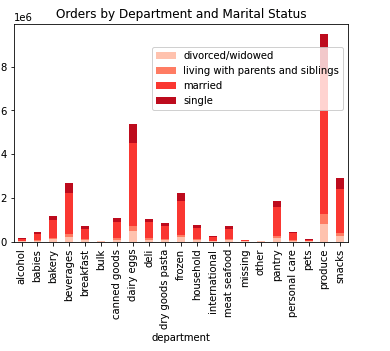 Orders by Department and Marital Status
1e6
divorced/widowed
living with parents and siblings
married
single
8
6
4
2
0
alcohol
babies
bakery
beverages
breakfast
bulk
canned goods
dairy eggs
deli
dry goods pasta
frozen
household
international
meat seafood
missing
other
pantry
personal care
pets
produce
snacks
department